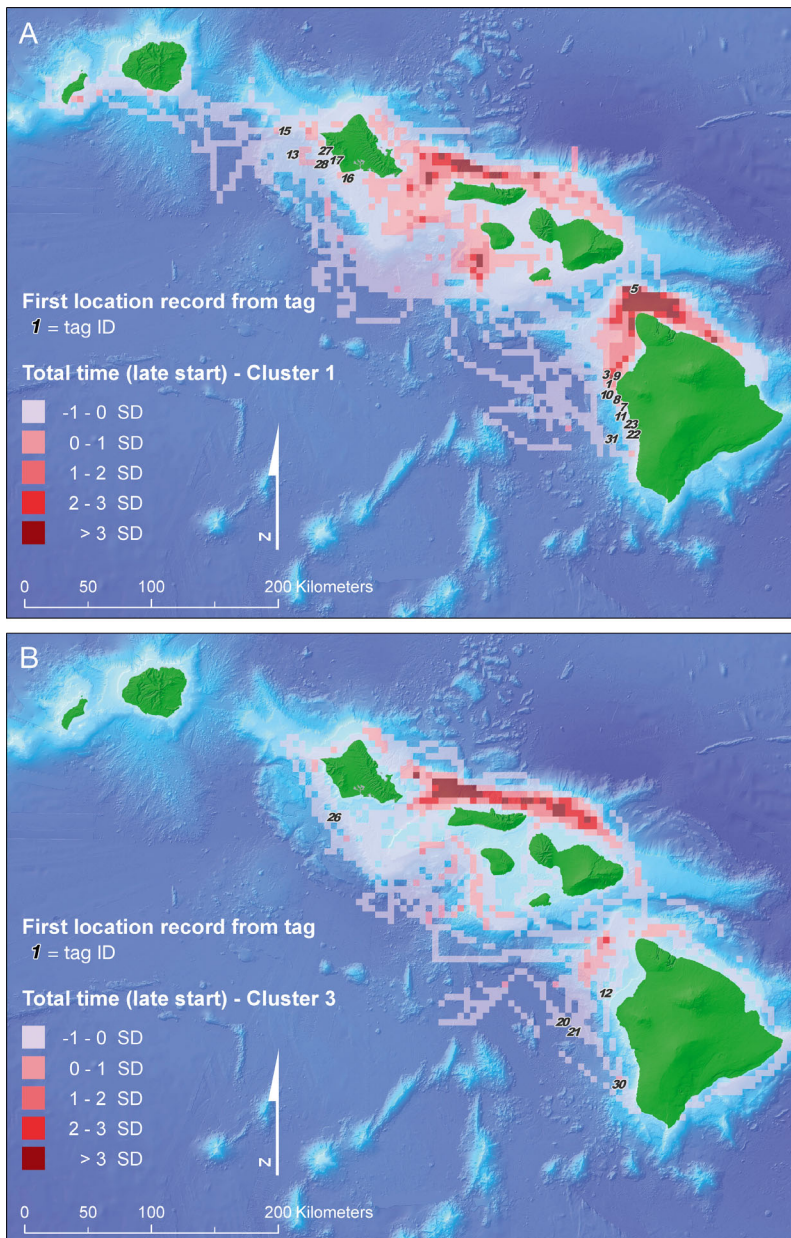 A
15
13
27
28 17
16
5
First location record from tag
1 = tag ID
3 9
1
10 8
7
11
23
31 22
Total time (late start) - Cluster 1
-1 - 0 SD
0 - 1 SD
1 - 2 SD
2 - 3 SD
> 3 SD
N
0 50 100 200 Kilometers
B
26
First location record from tag
1 = tag ID
12
20
21
30
Total time (late start) - Cluster 3
-1 - 0 SD
0 - 1 SD
1 - 2 SD
2 - 3 SD
> 3 SD
N
0 50 100 200 Kilometers